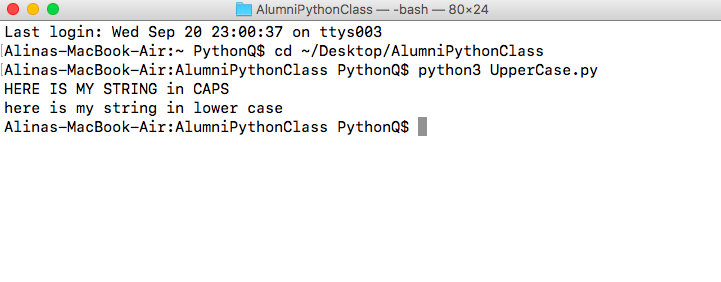 AlumniPythonClass — -bash — 80×24
Last login: Wed Sep 20 23:00:37 on ttys003
[Alinas-MacBook-Air:~ PythonQ$ cd ~/Desktop/AlumniPythonClass
[Alinas-MacBook-Air:AlumniPythonClass PythonQ$ python3 UpperCase.py
HERE IS MY STRING in CAPS
here is my string in lower case
Alinas-MacBook-Air:AlumniPythonClass PythonQ$